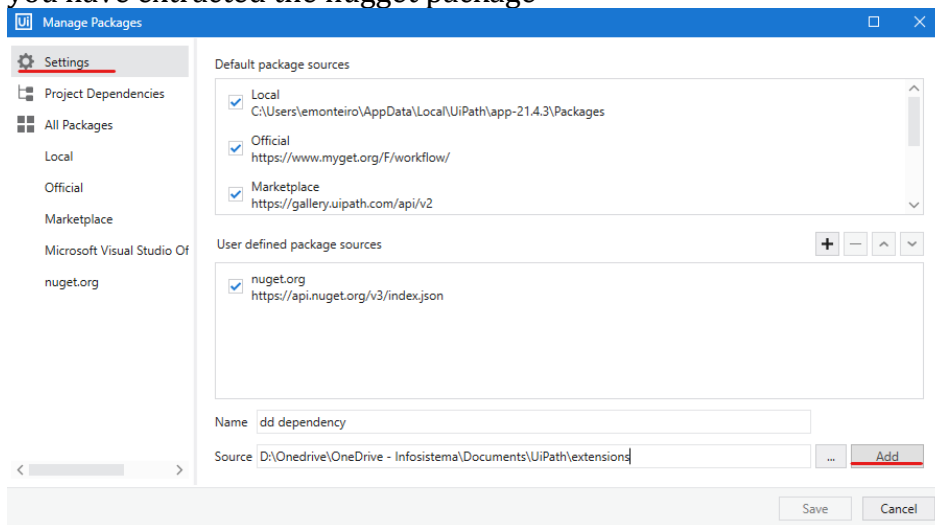 you have extracted the nugget package
Ui Manage Packages
Settings
Project Dependencies
All Packages
Local
Official
Marketplace
Microsoft Visual Studio Of
nuget.org
Default package sources
Local
C:\Users\emonteiro\AppData\Local\UiPath\app-21.4.3\Packages
Official
https://www.myget.org/F/workflow/
Marketplace
https://gallery.uipath.com/api/v2
User defined package sources
nuget.org
https://api.nuget.org/v3/index.json
Name dd dependency
Source D:\Onedrive\OneDrive - Infosistema\Documents\UiPath\extensions
... Add
Save Cancel